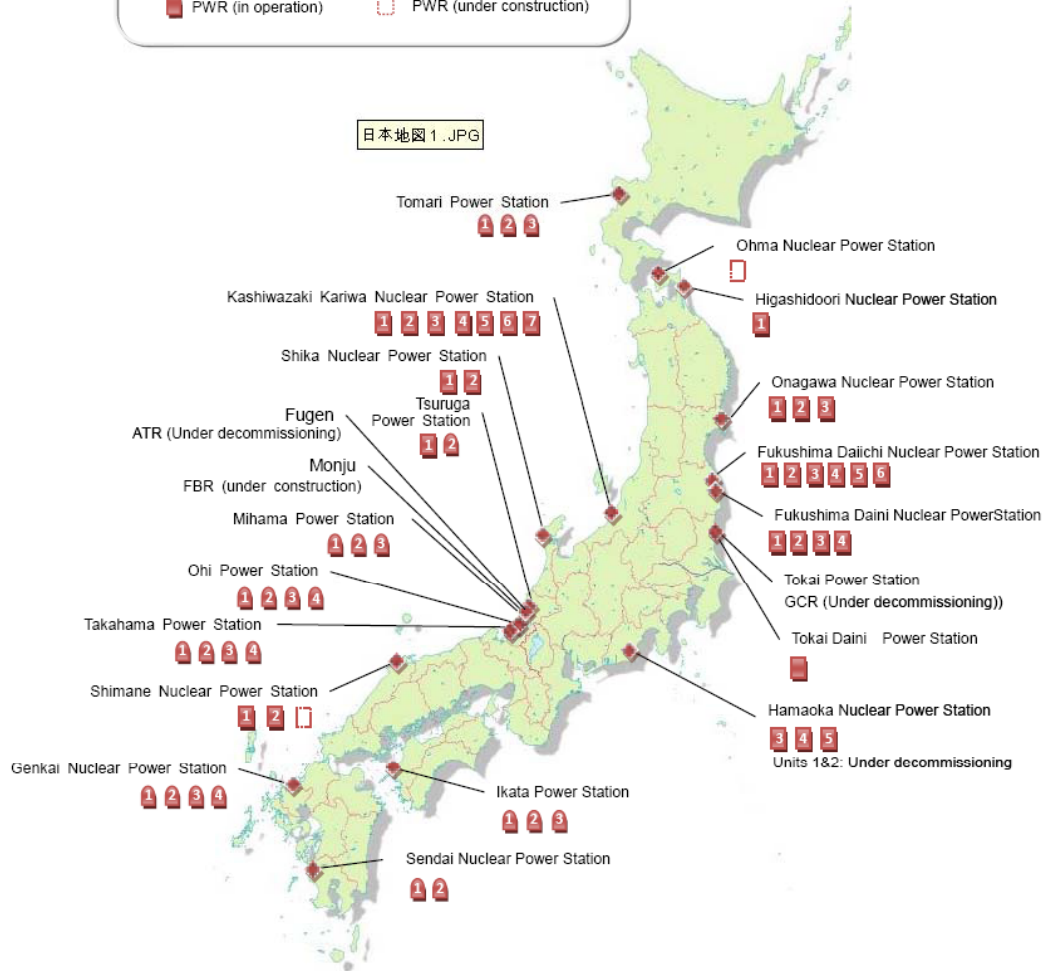 PWR (in operation) PWR (under construction)
日本地図１.JPG
Tomari Power Station
1 2 3
Ohma Nuclear Power Station
Higashidoori Nuclear Power Station
1
Kashiwazaki Kariwa Nuclear Power Station
1 2 3 4 5 6 7
Shika Nuclear Power Station
1 2
Tsuruga
Power Station
1 2
Onagawa Nuclear Power Station
1 2 3
Fugen
ATR (Under decommissioning)
Fukushima Daiichi Nuclear Power Station
1 2 3 4 5 6
Monju
FBR (under construction)
Fukushima Daini Nuclear PowerStation
1 2 3 4
Mihama Power Station
1 2 3
Ohi Power Station
1 2 3 4
Tokai Power Station
GCR (Under decommissioning))
Takahama Power Station
1 2 3 4
Tokai Daini Power Station
Shimane Nuclear Power Station
1 2
Hamaoka Nuclear Power Station
3 4 5
Units 1&2: Under decommissioning
Genkai Nuclear Power Station
1 2 3 4
Ikata Power Station
1 2 3
Sendai Nuclear Power Station
1 2